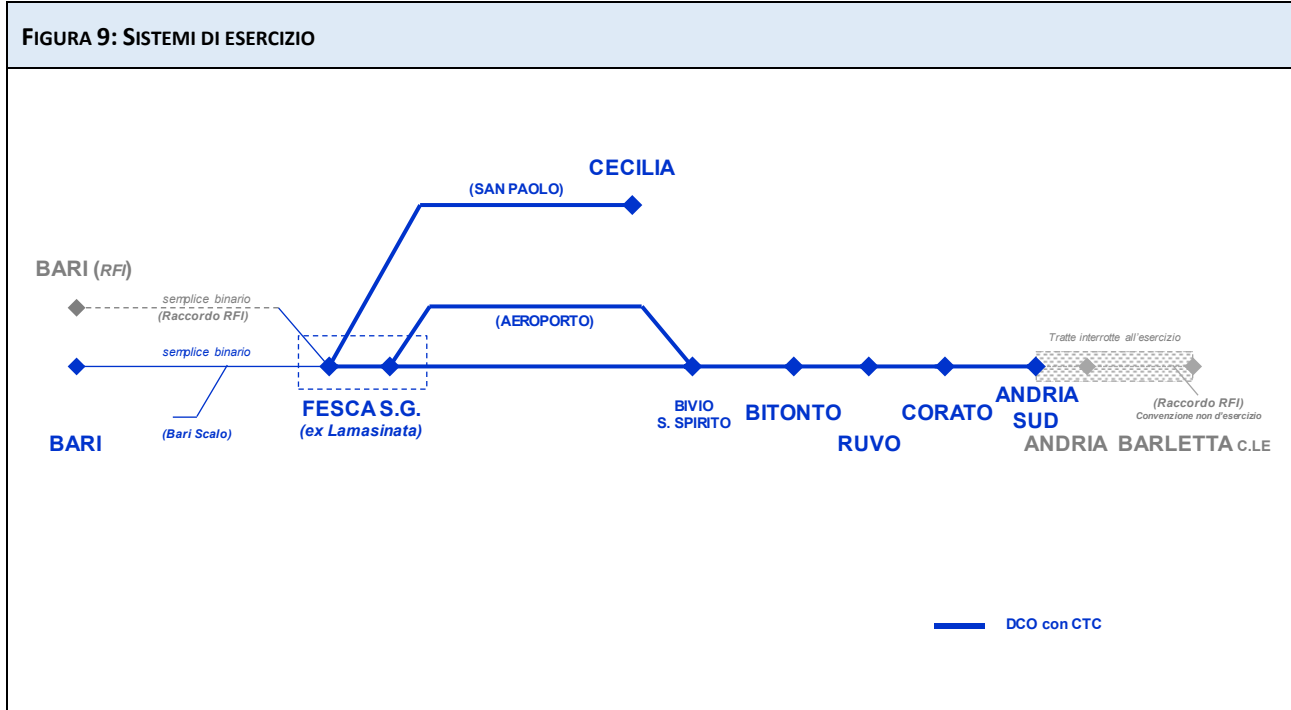 FIGURA 9: SISTEMI DI ESERCIZIO
CECILIA
(SAN PAOLO)
BARI (RFI)
semplice binario
(Raccordo RFI)
(AEROPORTO)
semplice binario
Tratte interrotte all'esercizio
FESCA S.G.
(ex Lamasinata)
(Bari Scalo)
BARI
BIVIO
S. SPIRITO
BITONTO
RUVO
CORATO
ANDRIA
SUD
(Raccordo RFI)
Convenzione non d'esercizio
ANDRIA
BARLETTA C.LE
DCO con CTC